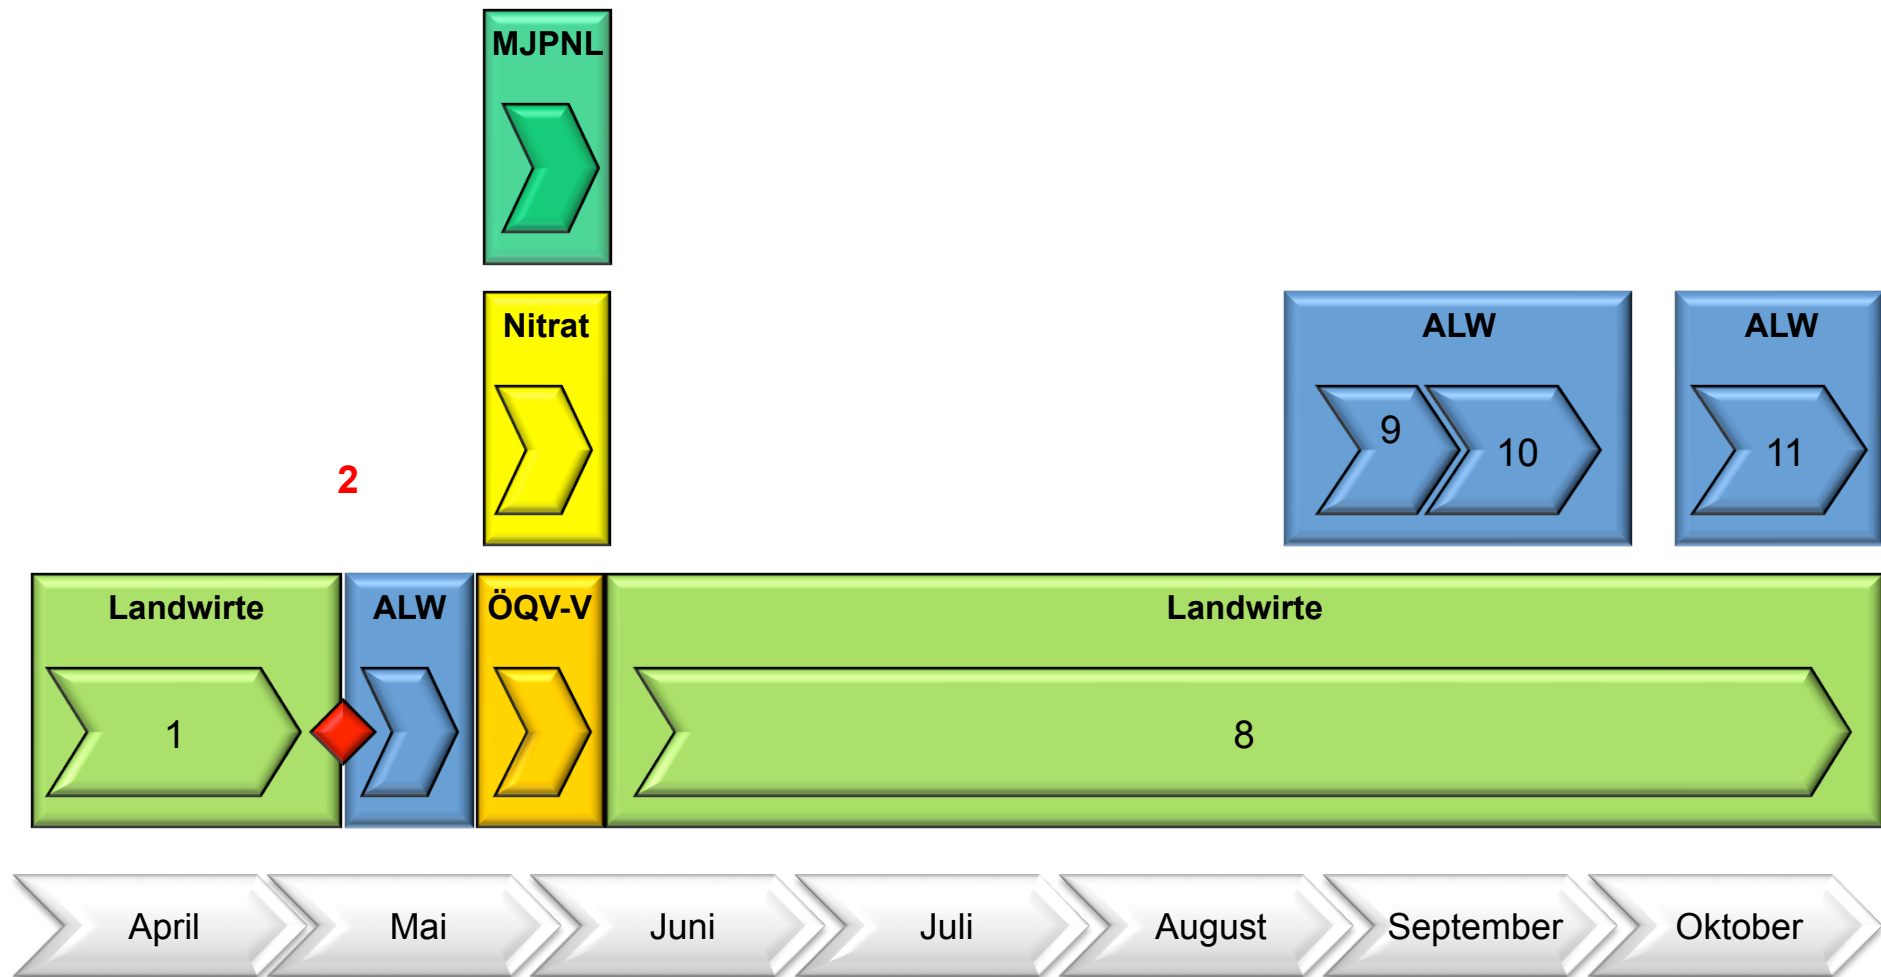 MJPNL
Nitrat
ALW
ALW
9
10
11
2
Landwirte
ALW
ÖQV-V
Landwirte
1
8
April
Mai
Juni
Juli
August
September
Oktober